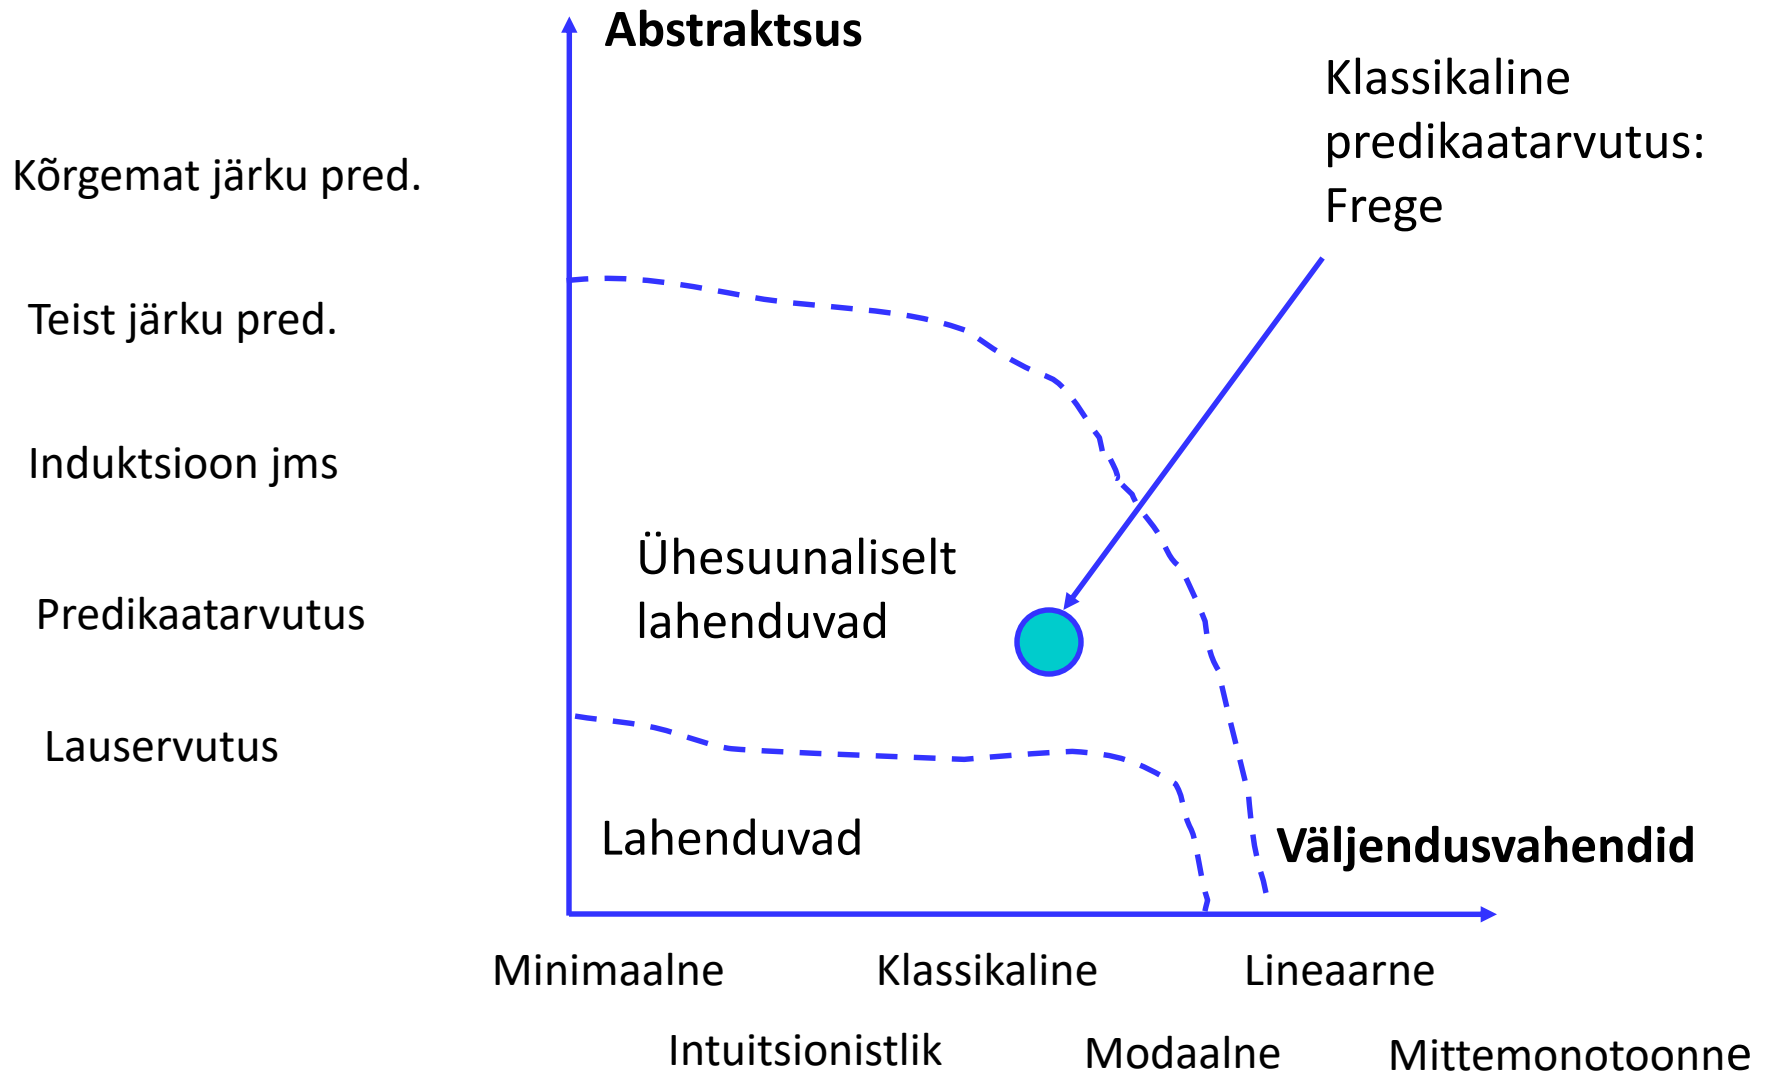 Abstraktsus
Klassikaline
predikaatarvutus:
Frege
Kõrgemat järku pred.
Teist järku pred.
Induktsioon jms
Ühesuunaliselt
lahenduvad
Predikaatarvutus
Lauservutus
Lahenduvad
Väljendusvahendid
Minimaalne
Klassikaline
Lineaarne
Intuitsionistlik
Modaalne
Mittemonotoonne